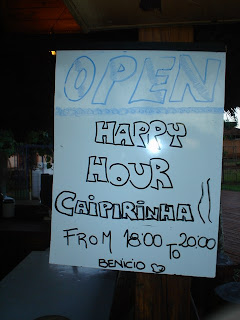 OPEN
HAPPY
HOUR
CAIPIRINHA!!
FROM 18:00 TO 20:00
BENICIO